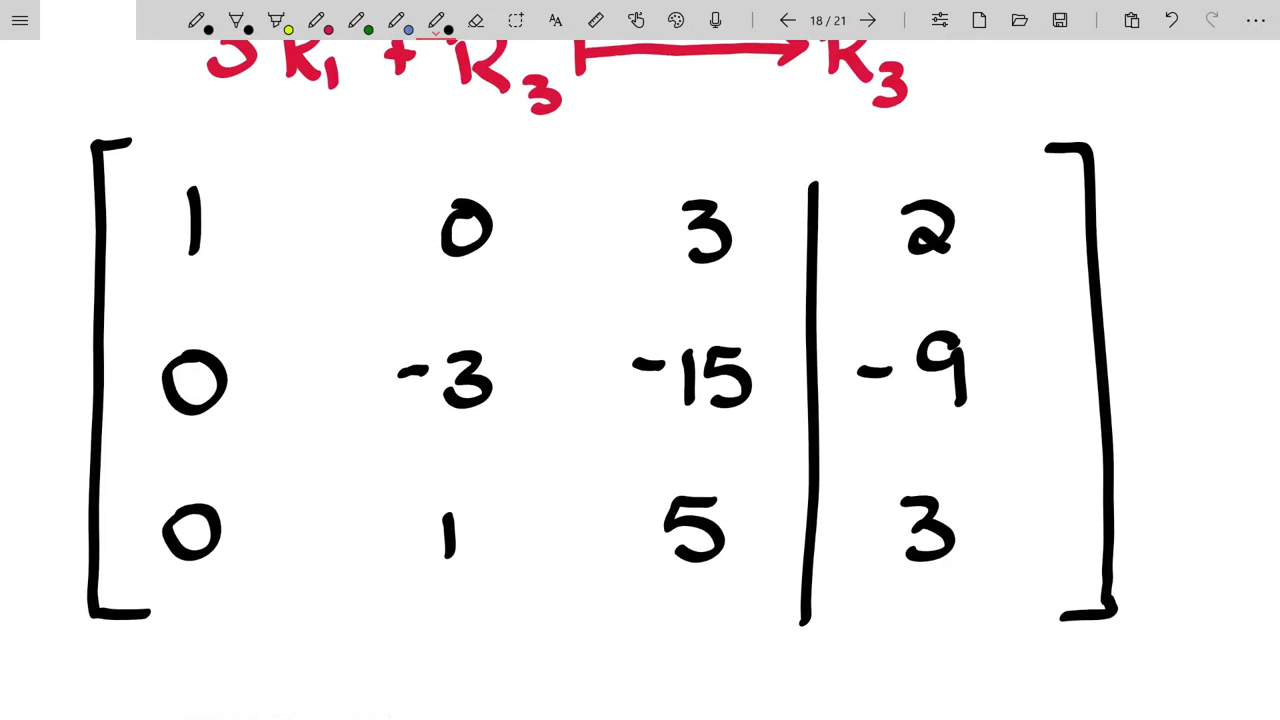 18 / 21
3R₁ + R₃ ↦ R₃
1 0 3 | 2
0 -3 -15 | -9
0 1 5 | 3